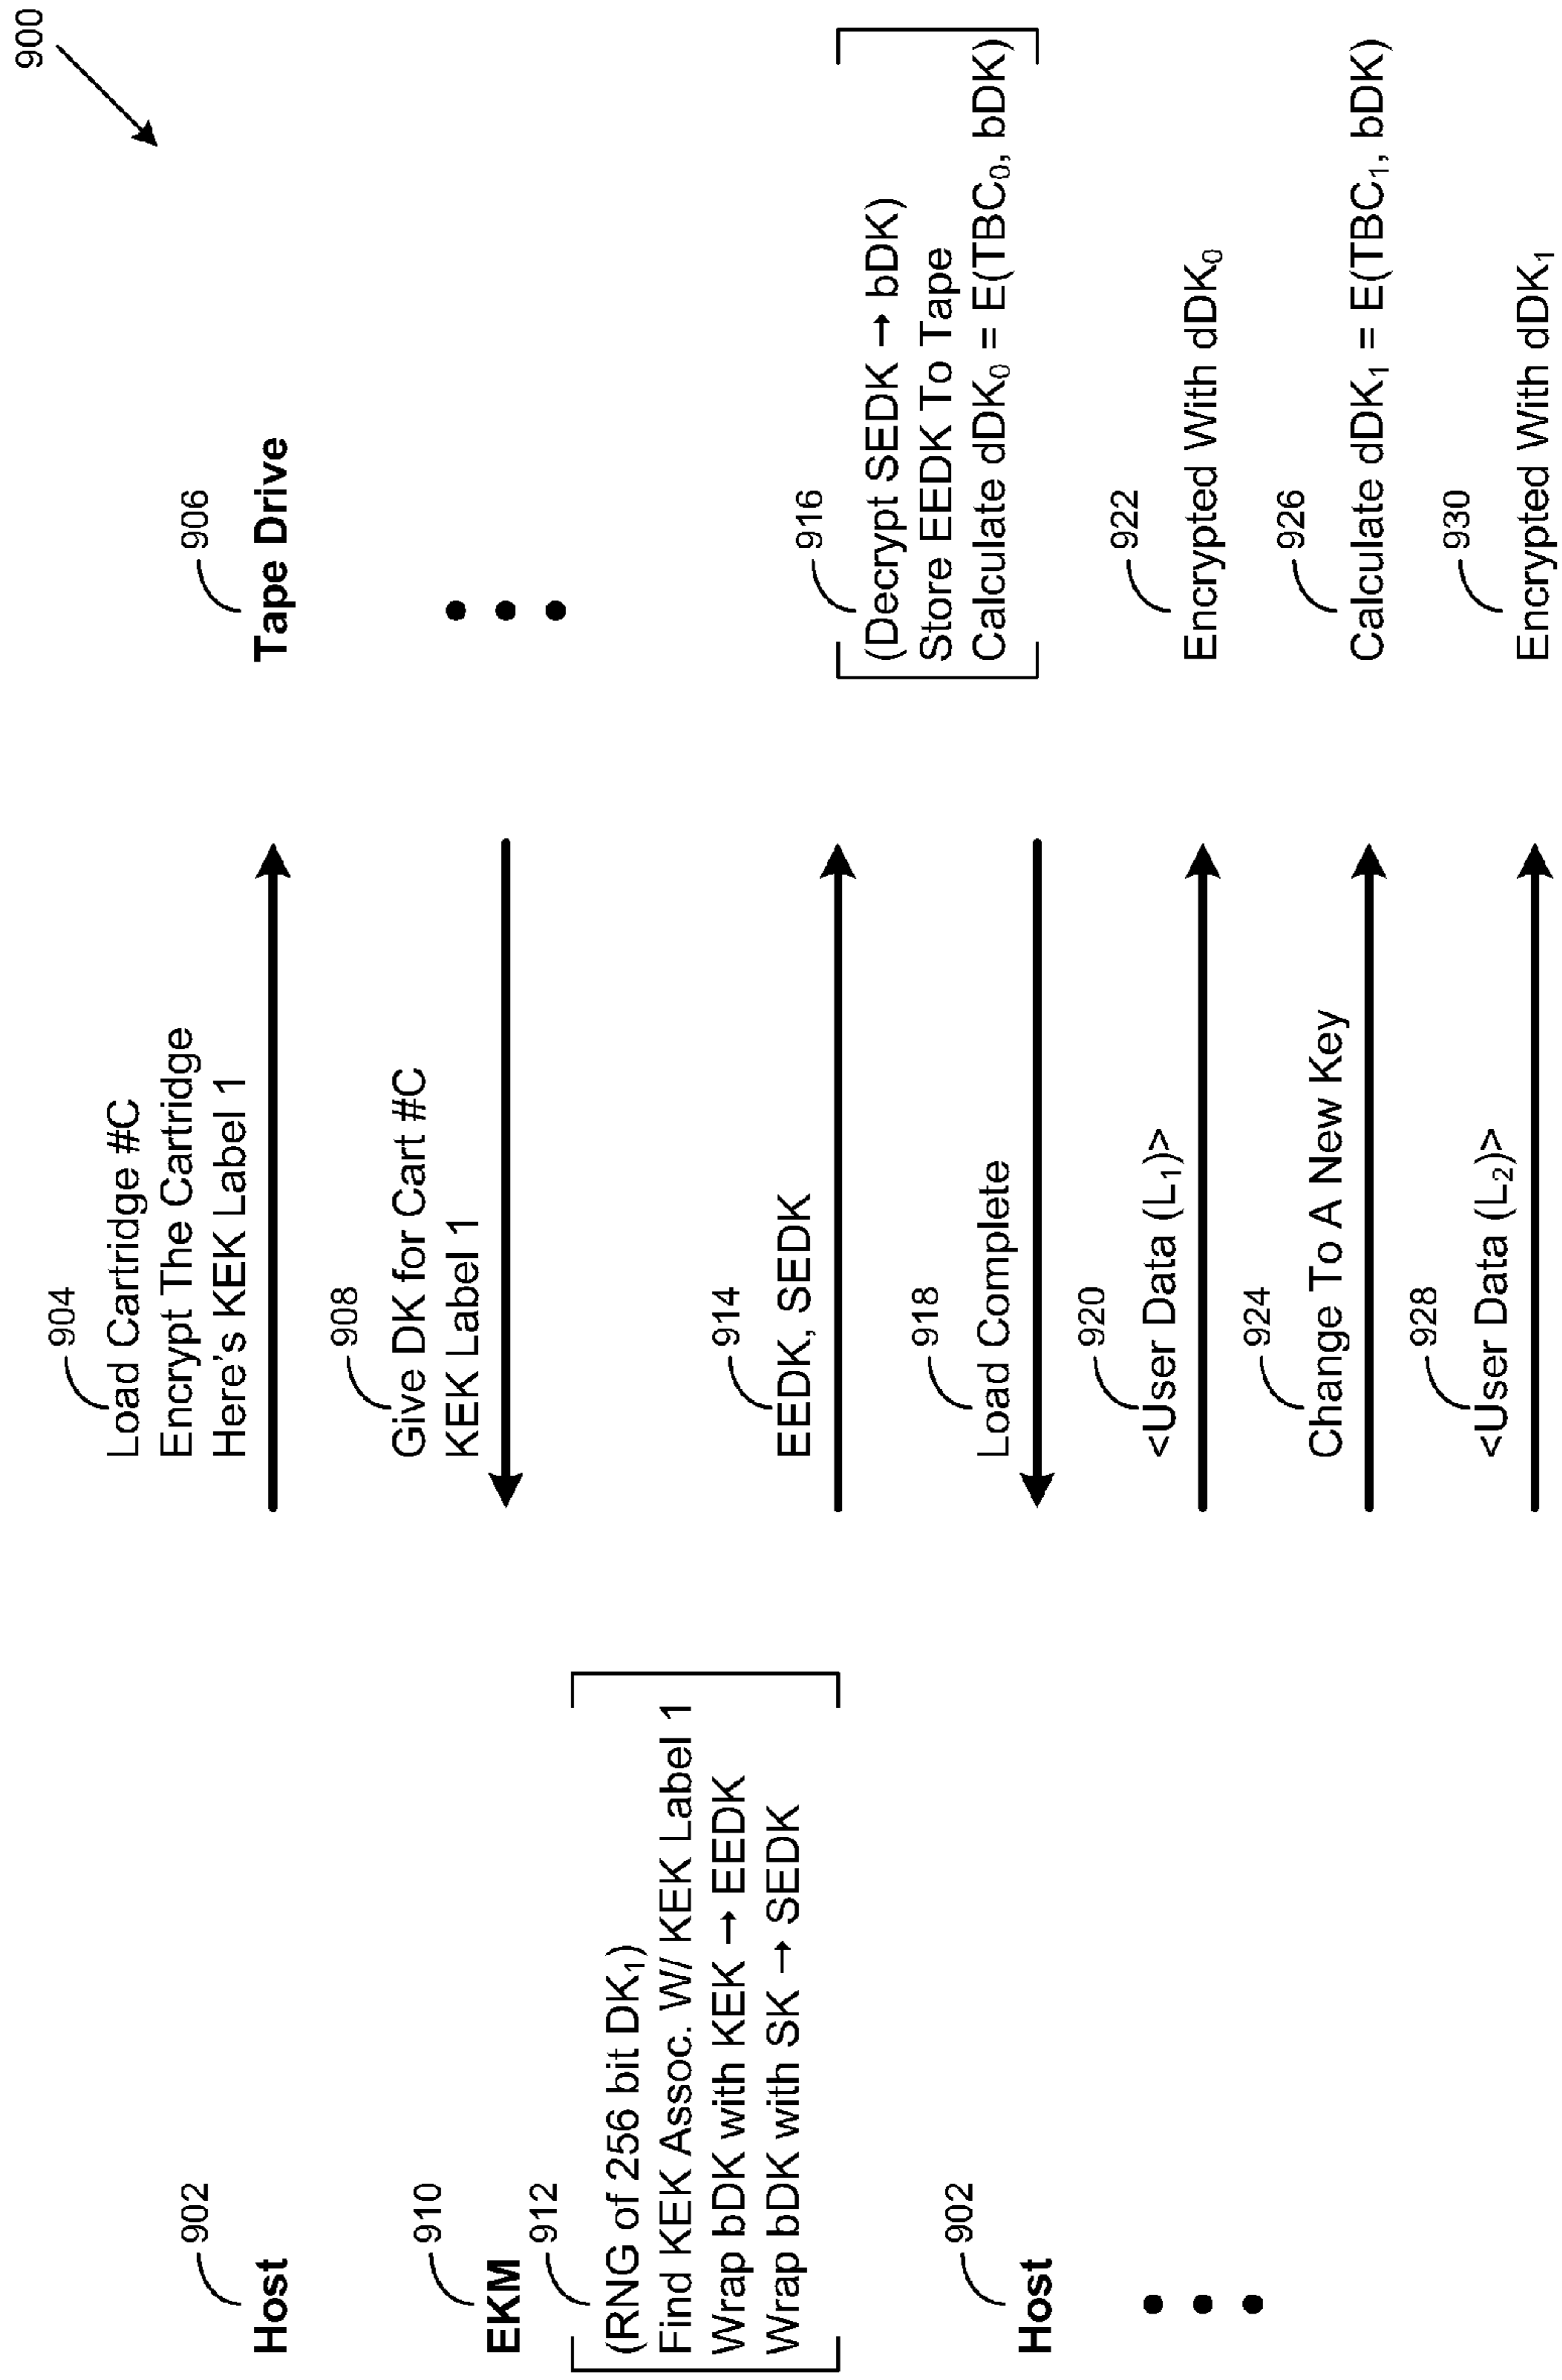 900
902
Host
904
Load Cartridge #C
Encrypt The Cartridge
Here's KEK Label 1
906
Tape Drive
910
EKM
908
Give DK for Cart #C
KEK Label 1
912
(RNG of 256 bit DK₁)
Find KEK Assoc. W/ KEK Label 1
Wrap bDK with KEK → EEDK
Wrap bDK with SK → SEDK
914
EEDK, SEDK
916
(Decrypt SEDK → bDK)
Store EEDK To Tape
Calculate dDK₀ = E(TBC₀, bDK)
902
Host
918
Load Complete
920
<User Data (L₁)>
922
Encrypted With dDK₀
924
Change To A New Key
926
Calculate dDK₁ = E(TBC₁, bDK)
928
<User Data (L₂)>
930
Encrypted With dDK₁